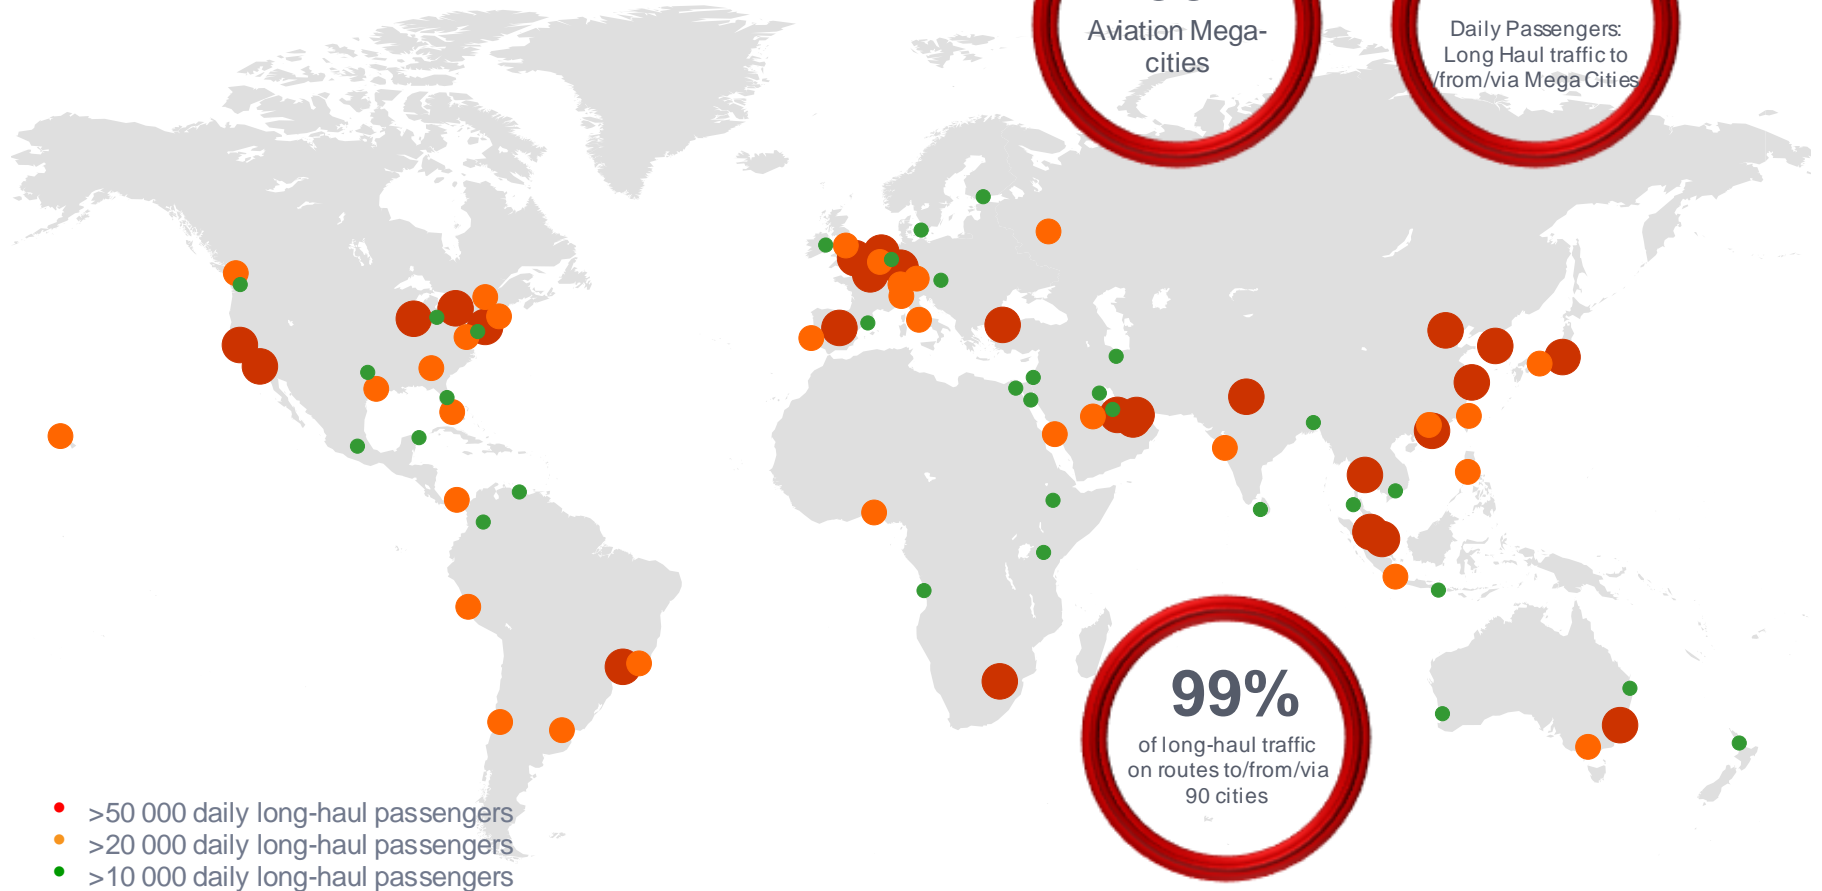 Aviation Mega-
cities
Daily Passengers:
Long Haul traffic to
/from/via Mega Cities
99%
of long-haul traffic
on routes to/from/via
90 cities
>50 000 daily long-haul passengers
>20 000 daily long-haul passengers
>10 000 daily long-haul passengers